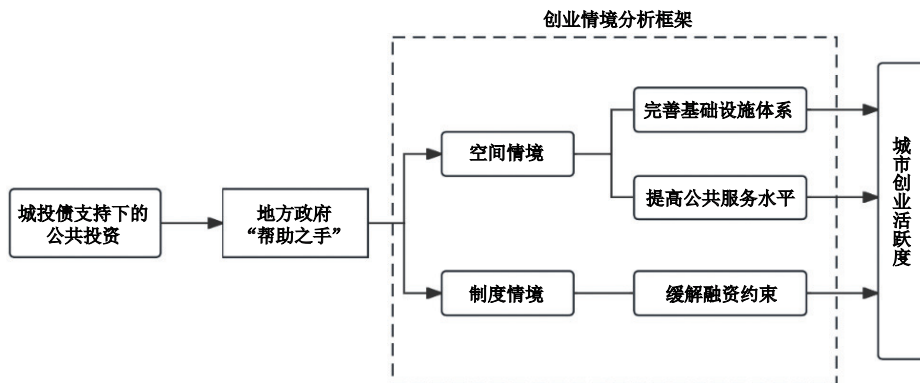 创业情境分析框架
完善基础设施体系
空间情境
提高公共服务水平
城投债支持下的
公共投资
地方政府
“帮助之手”
制度情境
缓解融资约束
城市创业活跃度